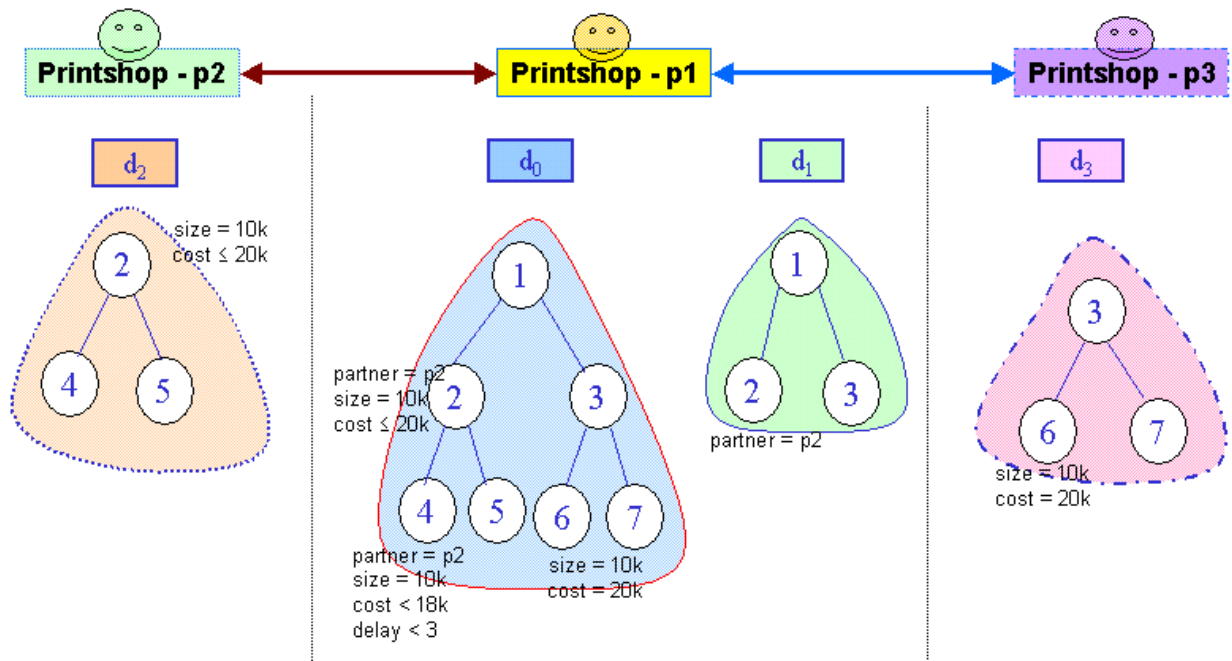 Printshop - p2
Printshop - p1
Printshop - p3
d2
d0
d1
d3
size = 10k
cost ≤ 20k
2
4
5
1
partner = p2
size = 10k
cost ≤ 20k
2
3
4
5
6
7
partner = p2
size = 10k
cost < 18k
delay < 3
size = 10k
cost = 20k
1
2
3
partner = p2
3
6
7
size = 10k
cost = 20k